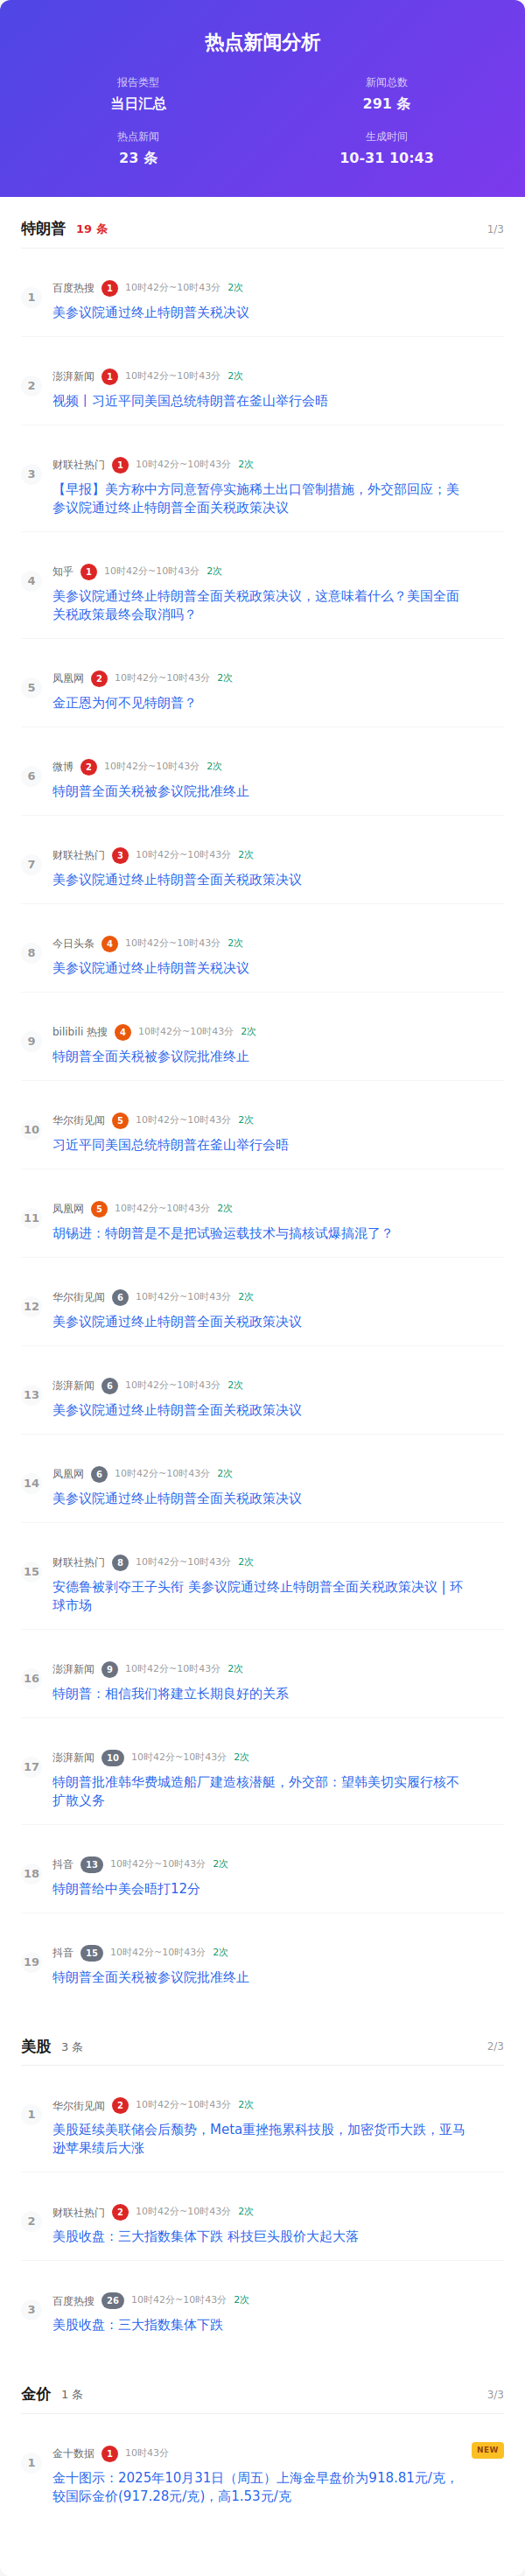 热点新闻分析
报告类型
新闻总数
当日汇总
291 条
热点新闻
生成时间
23 条
10-31 10:43
特朗普 19 条 1/3
百度热搜 1 10时42分~10时43分 2次
1
美参议院通过终止特朗普关税决议
澎湃新闻 1 10时42分~10时43分 2次
2
视频丨习近平同美国总统特朗普在釜山举行会晤
财联社热门 1 10时42分~10时43分 2次
3
【早报】美方称中方同意暂停实施稀土出口管制措施，外交部回应；美
参议院通过终止特朗普全面关税政策决议
知乎 1 10时42分~10时43分 2次
4
美参议院通过终止特朗普全面关税政策决议，这意味着什么？美国全面
关税政策最终会取消吗？
凤凰网 2 10时42分~10时43分 2次
5
金正恩为何不见特朗普？
微博 2 10时42分~10时43分 2次
6
特朗普全面关税被参议院批准终止
财联社热门 3 10时42分~10时43分 2次
7
美参议院通过终止特朗普全面关税政策决议
今日头条 4 10时42分~10时43分 2次
8
美参议院通过终止特朗普关税决议
bilibili 热搜 4 10时42分~10时43分 2次
9
特朗普全面关税被参议院批准终止
华尔街见闻 5 10时42分~10时43分 2次
10
习近平同美国总统特朗普在釜山举行会晤
凤凰网 5 10时42分~10时43分 2次
11
胡锡进：特朗普是不是把试验运载技术与搞核试爆搞混了？
华尔街见闻 6 10时42分~10时43分 2次
12
美参议院通过终止特朗普全面关税政策决议
澎湃新闻 6 10时42分~10时43分 2次
13
美参议院通过终止特朗普全面关税政策决议
凤凰网 6 10时42分~10时43分 2次
14
美参议院通过终止特朗普全面关税政策决议
财联社热门 8 10时42分~10时43分 2次
15
安德鲁被剥夺王子头衔 美参议院通过终止特朗普全面关税政策决议 | 环
球市场
澎湃新闻 9 10时42分~10时43分 2次
16
特朗普：相信我们将建立长期良好的关系
澎湃新闻 10 10时42分~10时43分 2次
17
特朗普批准韩华费城造船厂建造核潜艇，外交部：望韩美切实履行核不
扩散义务
抖音 13 10时42分~10时43分 2次
18
特朗普给中美会晤打12分
抖音 15 10时42分~10时43分 2次
19
特朗普全面关税被参议院批准终止
美股 3 条 2/3
华尔街见闻 2 10时42分~10时43分 2次
1
美股延续美联储会后颓势，Meta重挫拖累科技股，加密货币大跌，亚马
逊苹果绩后大涨
财联社热门 2 10时42分~10时43分 2次
2
美股收盘：三大指数集体下跌 科技巨头股价大起大落
百度热搜 26 10时42分~10时43分 2次
3
美股收盘：三大指数集体下跌
金价 1 条 3/3
金十数据 1 10时43分 NEW
1
金十图示：2025年10月31日（周五）上海金早盘价为918.81元/克，
较国际金价(917.28元/克)，高1.53元/克